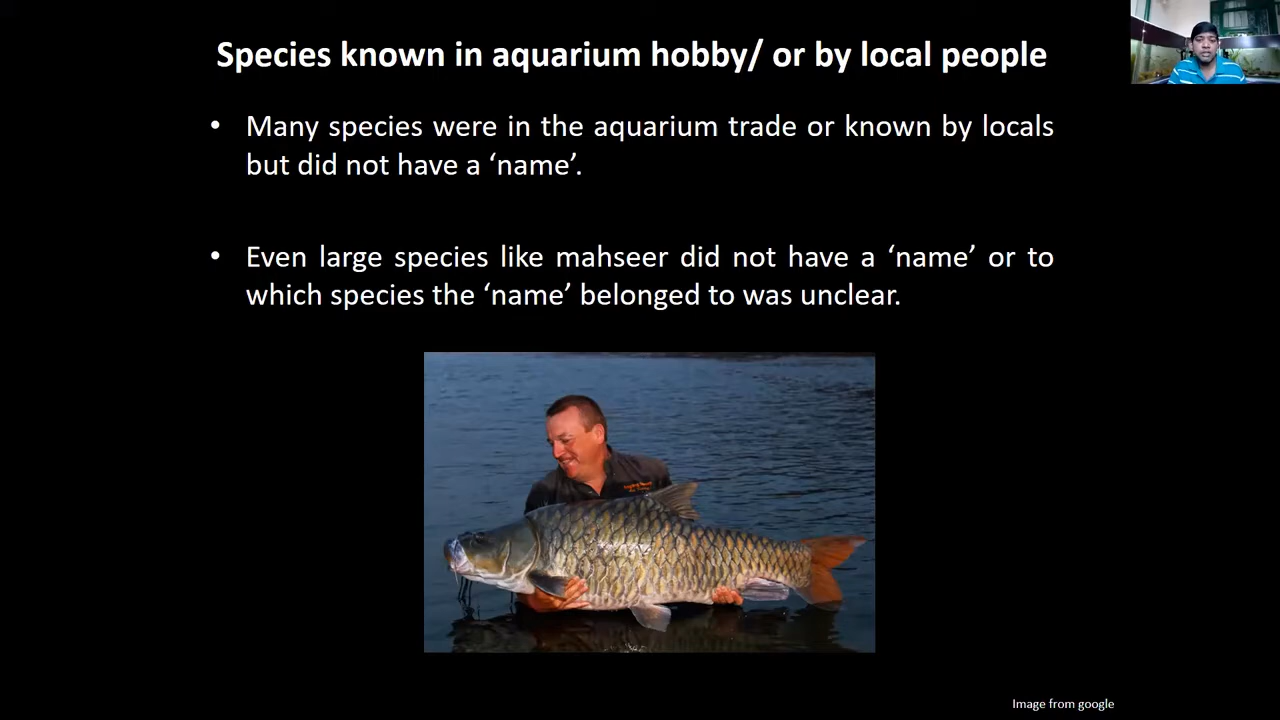 Species known in aquarium hobby/ or by local people
• Many species were in the aquarium trade or known by locals
but did not have a ‘name’.
• Even large species like mahseer did not have a ‘name’ or to
which species the ‘name’ belonged to was unclear.
Image from google